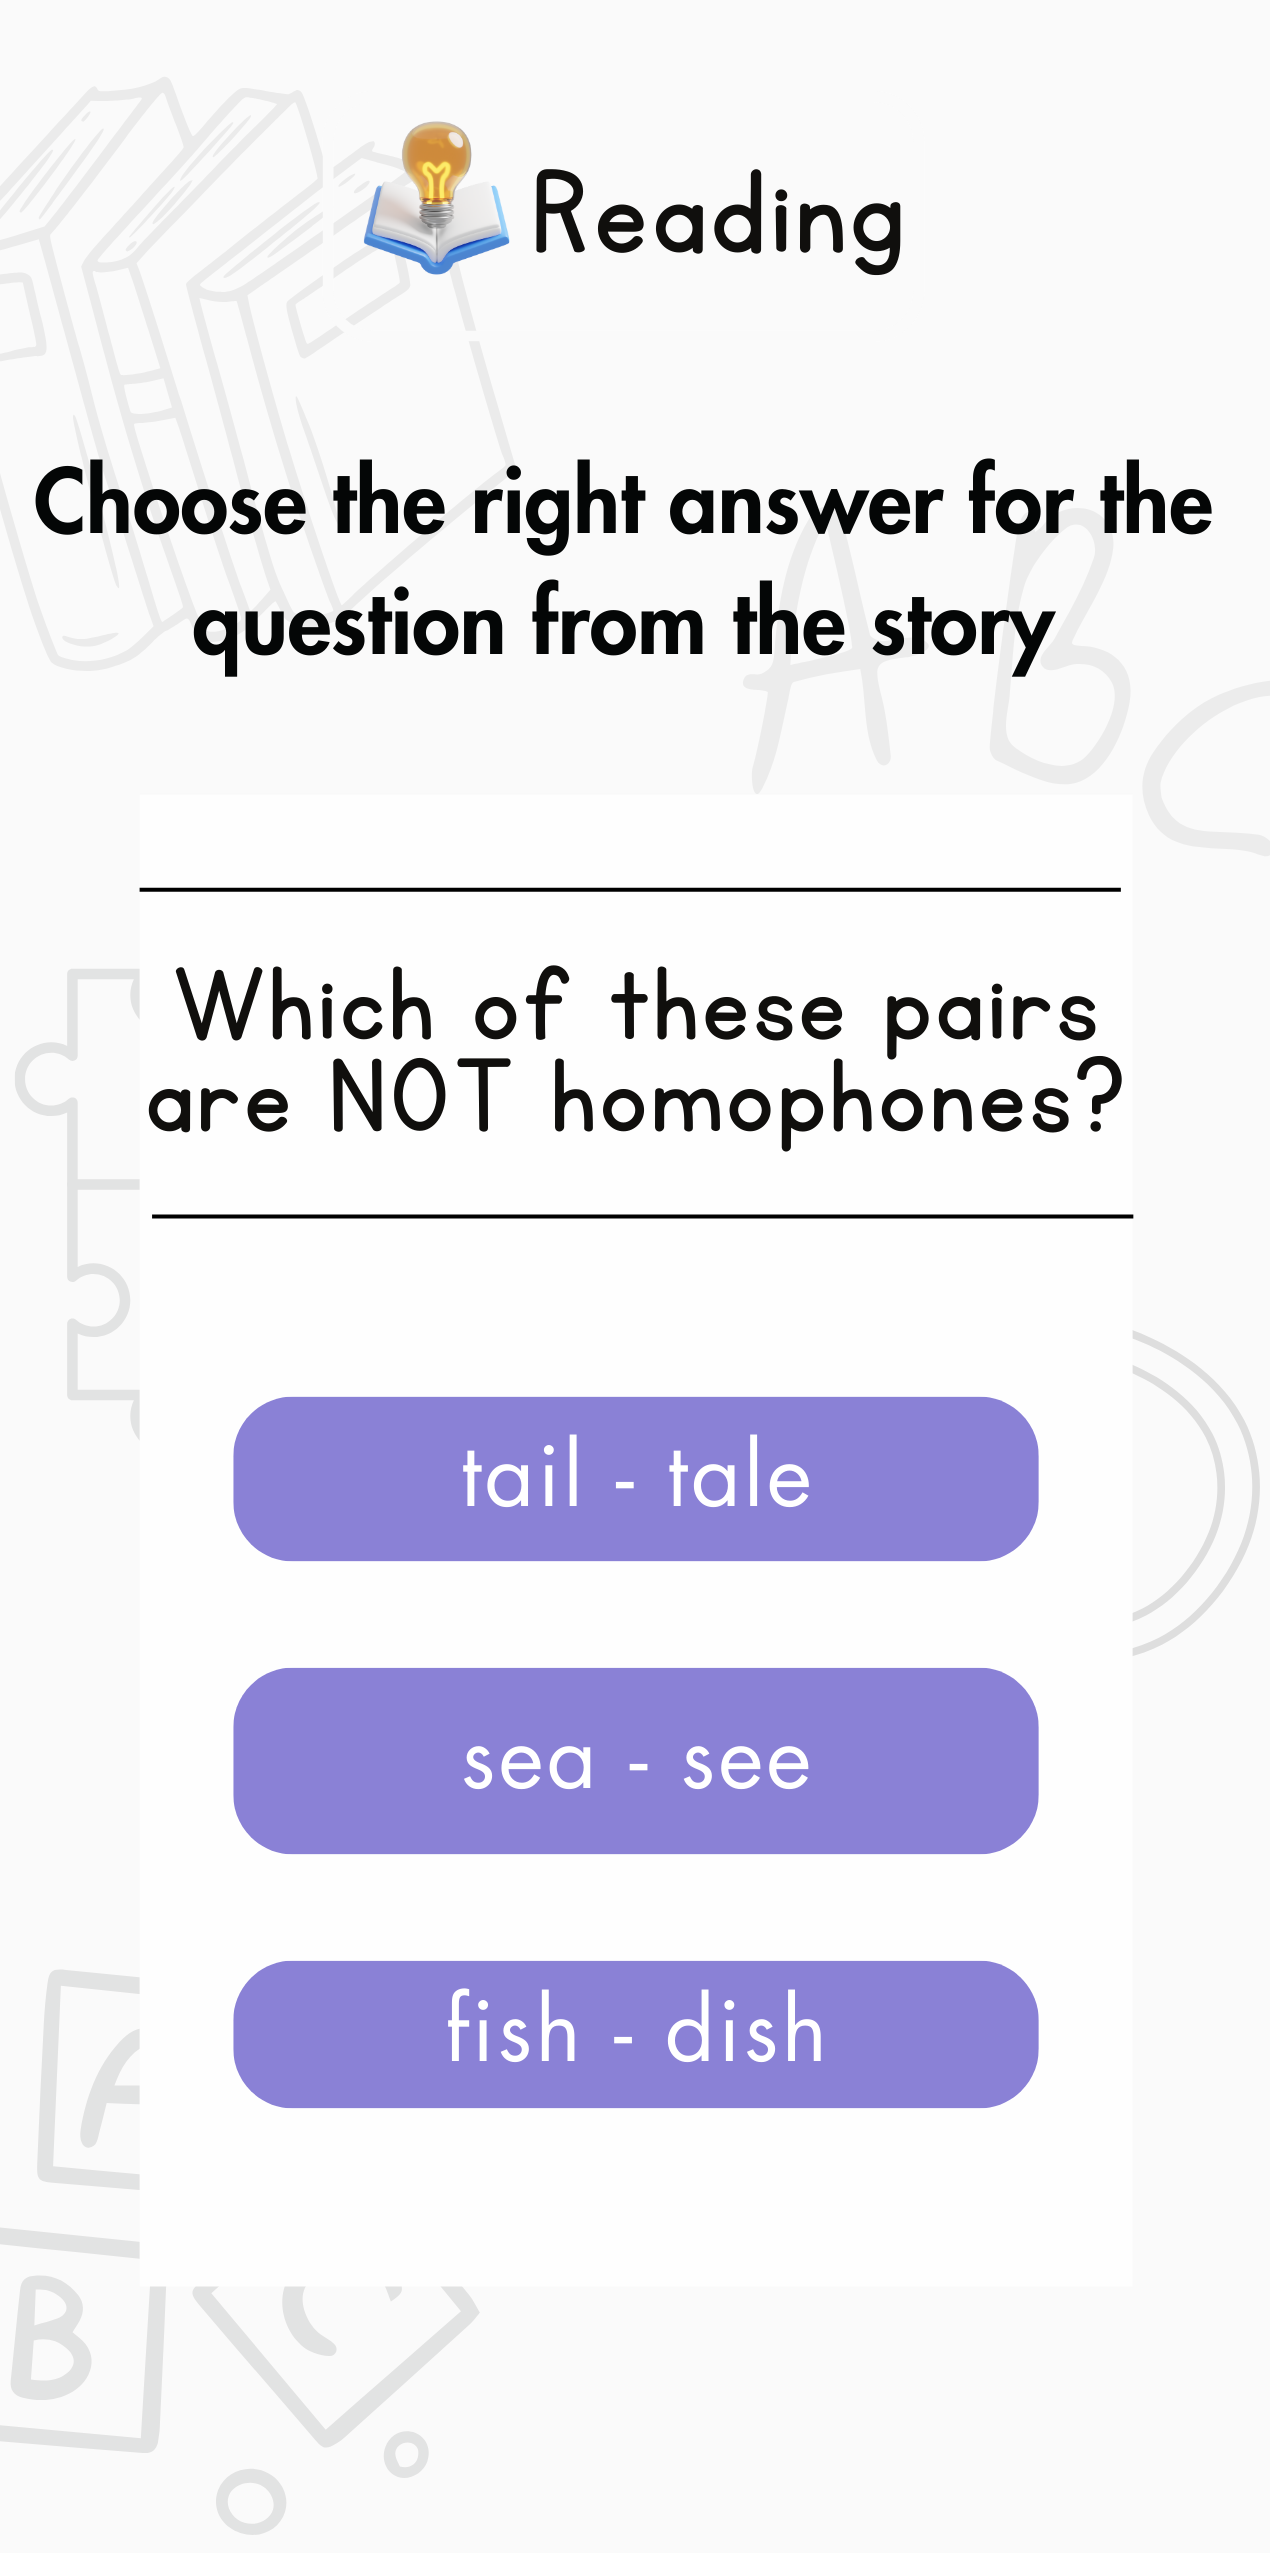 Reading
Choose the right answer for the
question from the story
A B
Which of these pairs
are NOT homophones?
tail - tale
sea - see
fish - dish
A
B